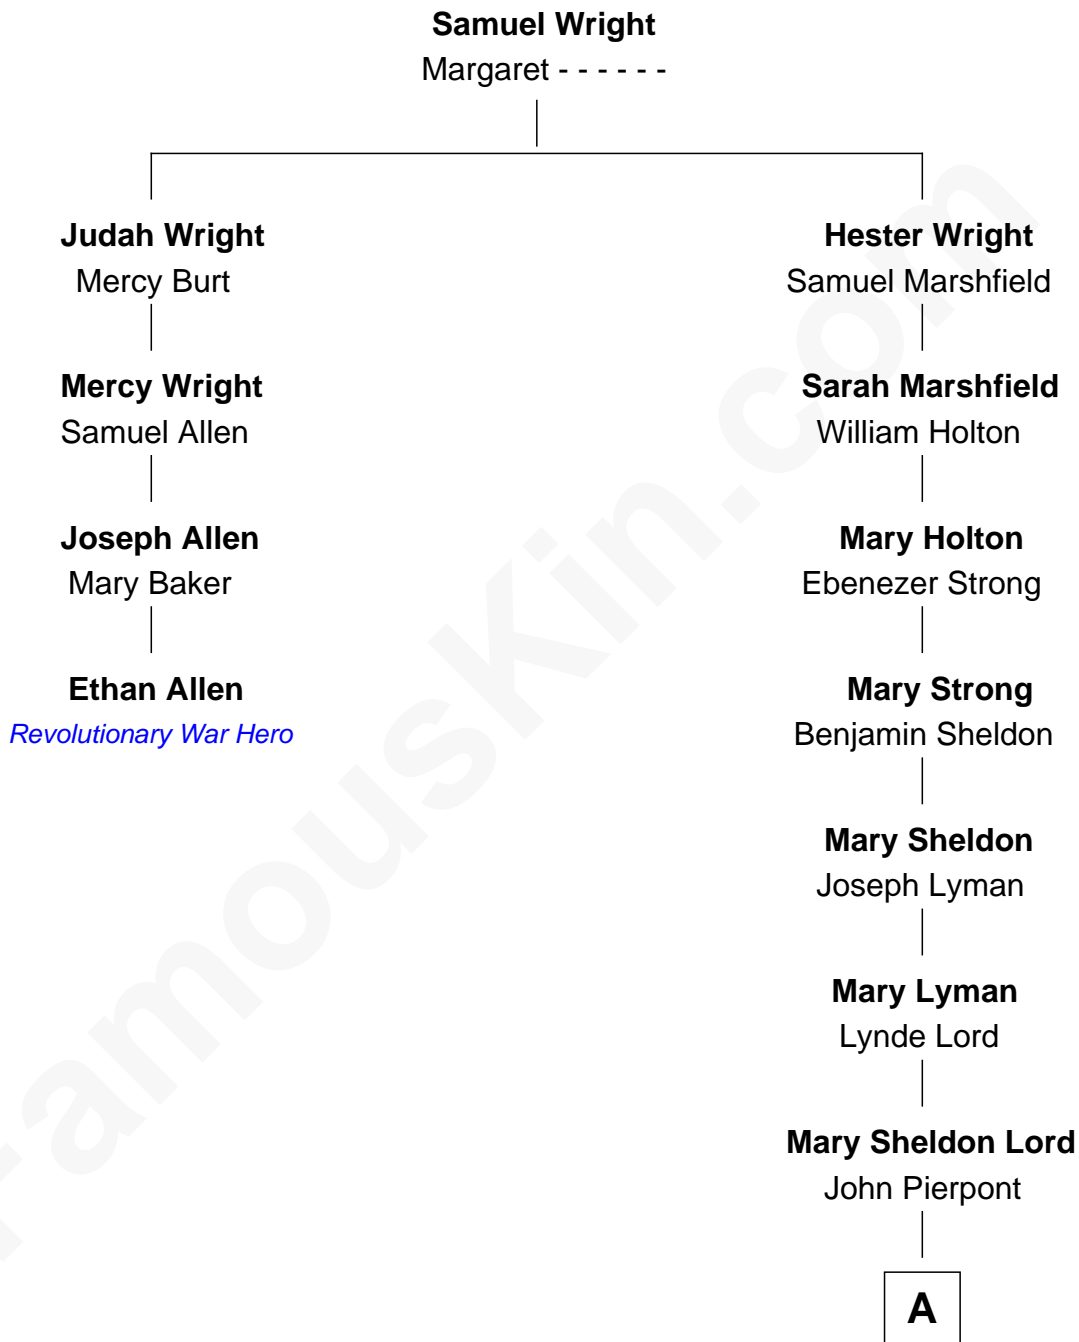 Samuel Wright
Margaret - - - - - -
Judah Wright
Mercy Burt
Hester Wright
Samuel Marshfield
Mercy Wright
Samuel Allen
Sarah Marshfield
William Holton
Joseph Allen
Mary Baker
Mary Holton
Ebenezer Strong
Ethan Allen
Revolutionary War Hero
Mary Strong
Benjamin Sheldon
Mary Sheldon
Joseph Lyman
Mary Lyman
Lynde Lord
Mary Sheldon Lord
John Pierpont
A
FamousKin.com